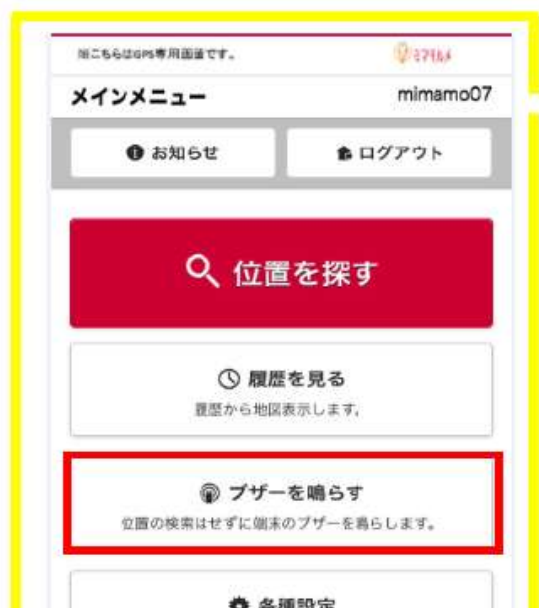 ※こちらはGPS専用画面です。
メインメニュー mimamo07
お知らせ ログアウト
位置を探す
履歴を見る
履歴から地図表示します。
ブザーを鳴らす
位置の検索はせずに端末のブザーを鳴らします。
各種設定